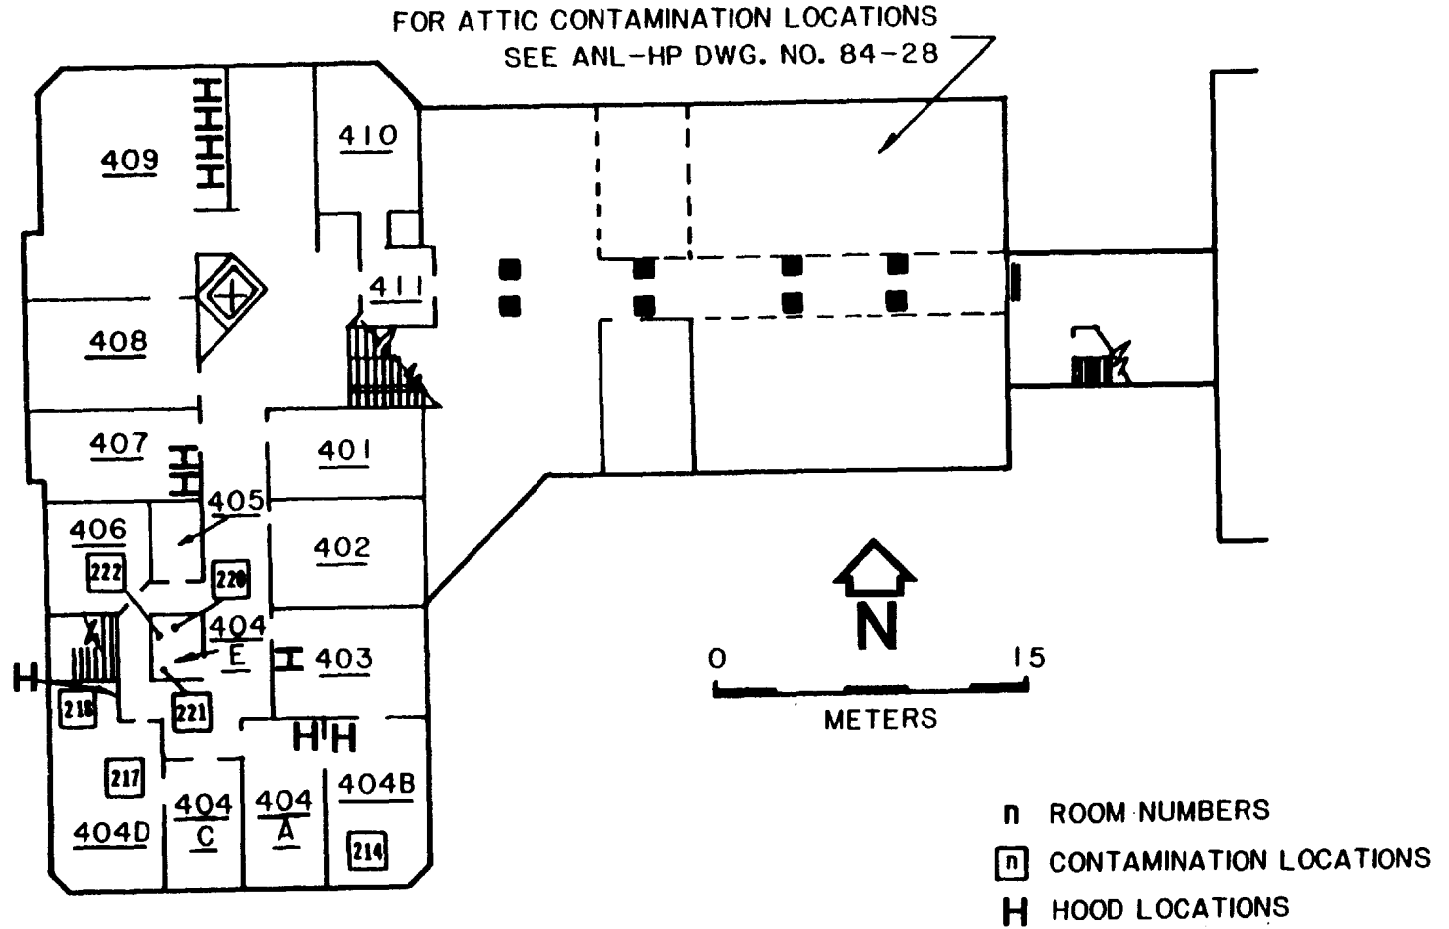 FOR ATTIC CONTAMINATION LOCATIONS
SEE ANL-HP DWG. NO. 84-28
H
H
H
H
409
410
411
408
407
H
H
401
405
406
402
222
220
404
E
H
403
H
218
221
H H
217
404B
404
C
404
A
404D
214
N
0 15
METERS
n ROOM NUMBERS
n CONTAMINATION LOCATIONS
H HOOD LOCATIONS